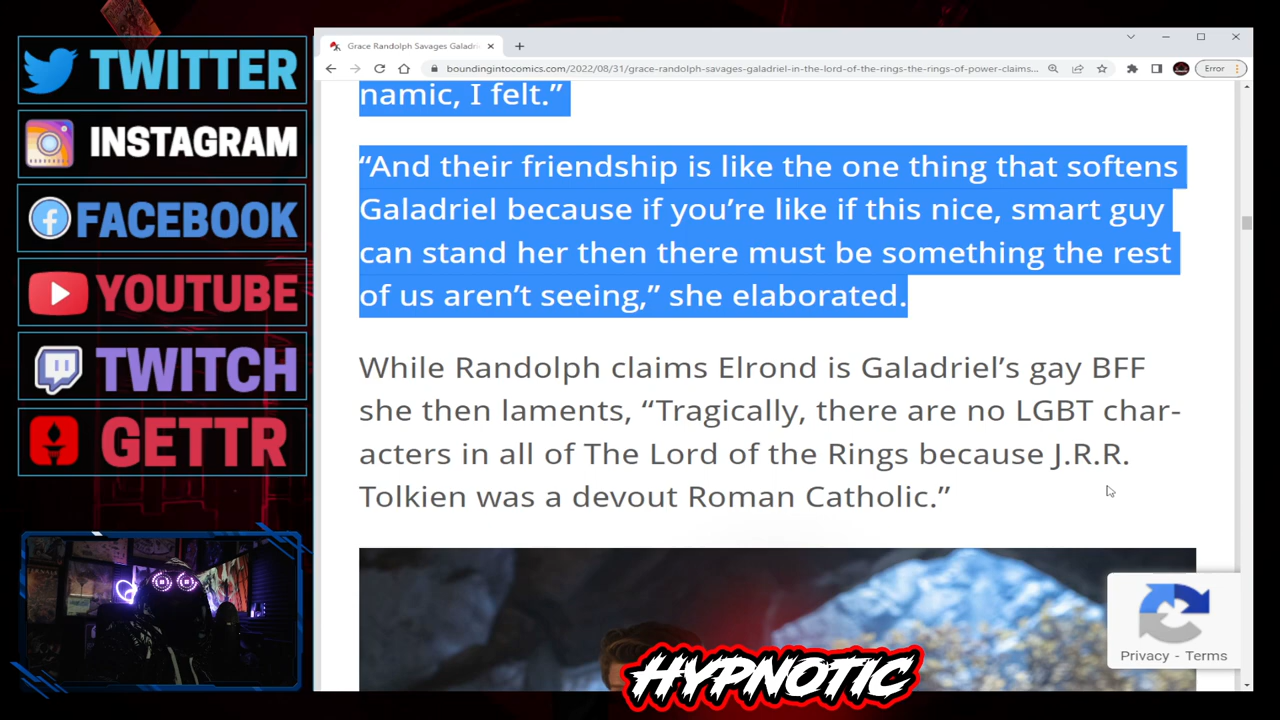 TWITTER
INSTAGRAM
FACEBOOK
YOUTUBE
TWITCH
GETTR
Grace Randolph Savages Galadri
boundingintocomics.com/2022/08/31/grace-randolph-savages-galadriel-in-the-lord-of-the-rings-the-rings-of-power-claims...
Error
namic, I felt.”
“And their friendship is like the one thing that softens
Galadriel because if you’re like if this nice, smart guy
can stand her then there must be something the rest
of us aren’t seeing,” she elaborated.
While Randolph claims Elrond is Galadriel’s gay BFF
she then laments, “Tragically, there are no LGBT char-
acters in all of The Lord of the Rings because J.R.R.
Tolkien was a devout Roman Catholic.”
Privacy - Terms
HYPNOTIC